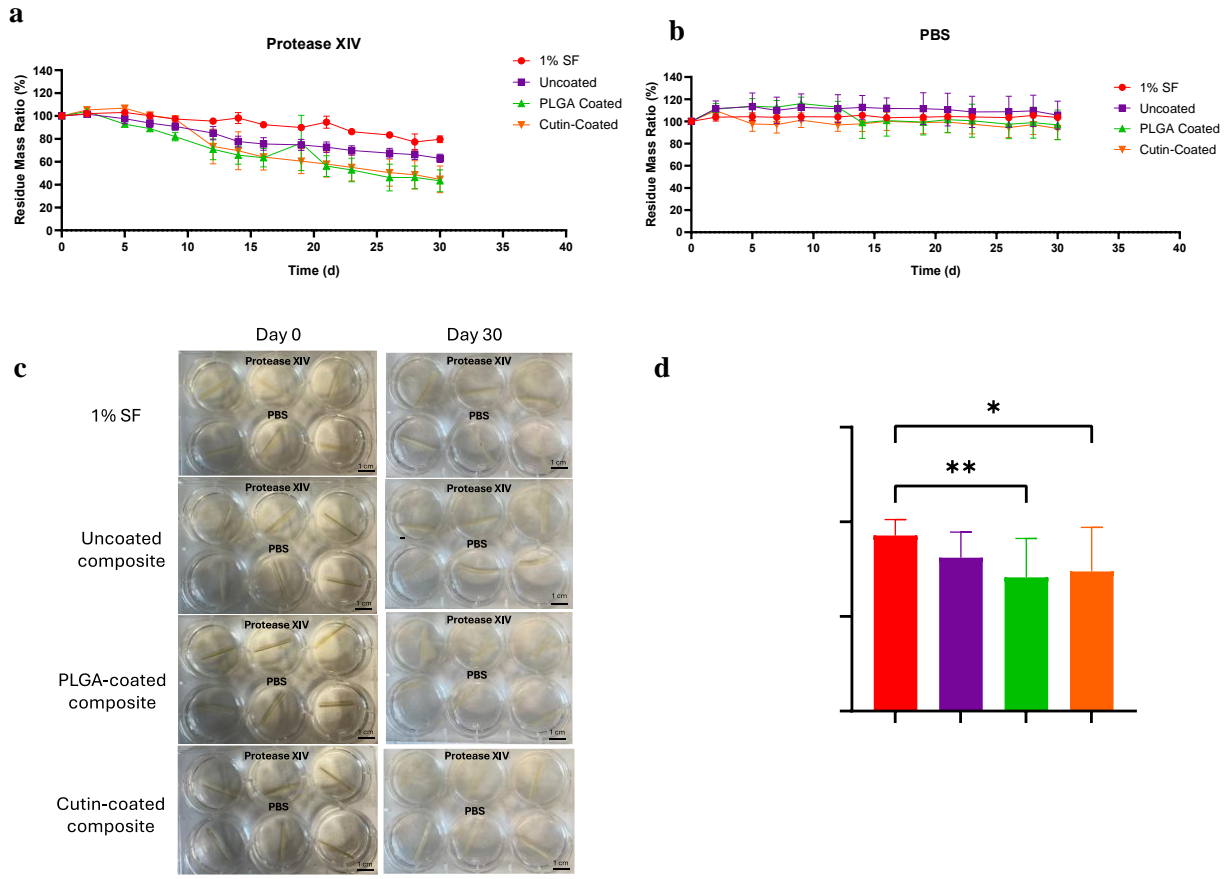 a
Protease XIV
Residue Mass Ratio (%)
140
120
100
80
60
40
20
0
0 5 10 15 20 25 30 35 40
Time (d)
1% SF
Uncoated
PLGA Coated
Cutin-Coated
b
PBS
Residue Mass Ratio (%)
140
120
100
80
60
40
20
0
0 5 10 15 20 25 30 35 40
Time (d)
1% SF
Uncoated
PLGA Coated
Cutin-Coated
c
Day 0 Day 30
1% SF
Protease XIV
PBS
1 cm
Protease XIV
PBS
1 cm
Uncoated
composite
Protease XIV
PBS
1 cm
Protease XIV
PBS
1 cm
PLGA-coated
composite
Protease XIV
PBS
1 cm
Protease XIV
PBS
1 cm
Cutin-coated
composite
Protease XIV
PBS
1 cm
Protease XIV
PBS
1 cm
d
*
**